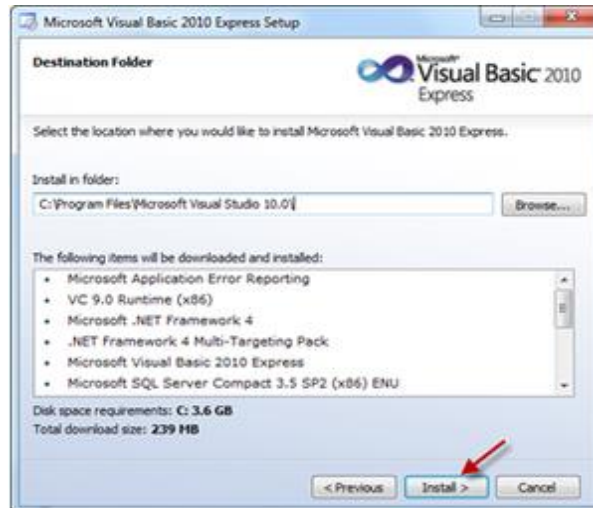 Microsoft Visual Basic 2010 Express Setup
Destination Folder
Microsoft
Visual Basic 2010
Express
Select the location where you would like to install Microsoft Visual Basic 2010 Express.
Install in folder:
C:\Program Files\Microsoft Visual Studio 10.0\
Browse...
The following items will be downloaded and installed:
• Microsoft Application Error Reporting
• VC 9.0 Runtime (x86)
• Microsoft .NET Framework 4
• .NET Framework 4 Multi-Targeting Pack
• Microsoft Visual Basic 2010 Express
• Microsoft SQL Server Compact 3.5 SP2 (x86) ENU
Disk space requirements: C: 3.6 GB
Total download size: 239 MB
< Previous
Install >
Cancel